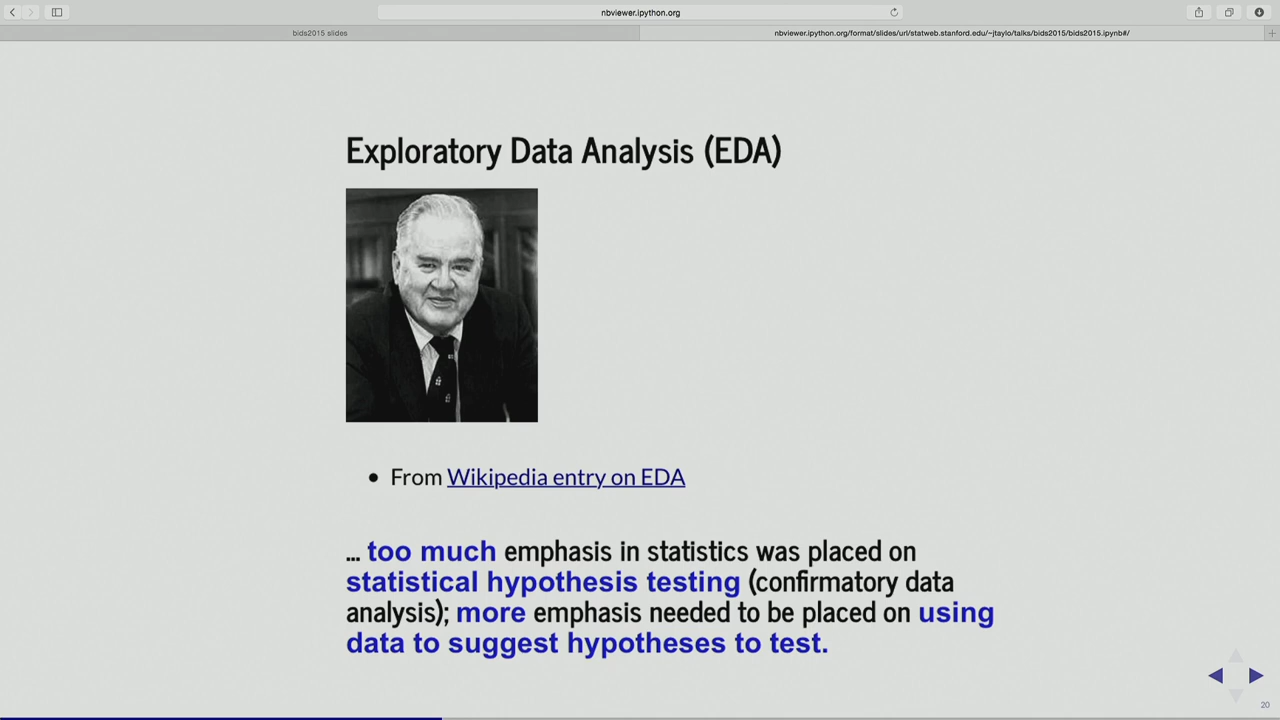 nbviewer.ipython.org
bids2015 slides
nbviewer.ipython.org/format/slides/url/statweb.stanford.edu/~jtaylo/talks/bids2015/bids2015.ipynb#/
Exploratory Data Analysis (EDA)
• From Wikipedia entry on EDA
... too much emphasis in statistics was placed on
statistical hypothesis testing (confirmatory data
analysis); more emphasis needed to be placed on using
data to suggest hypotheses to test.
20